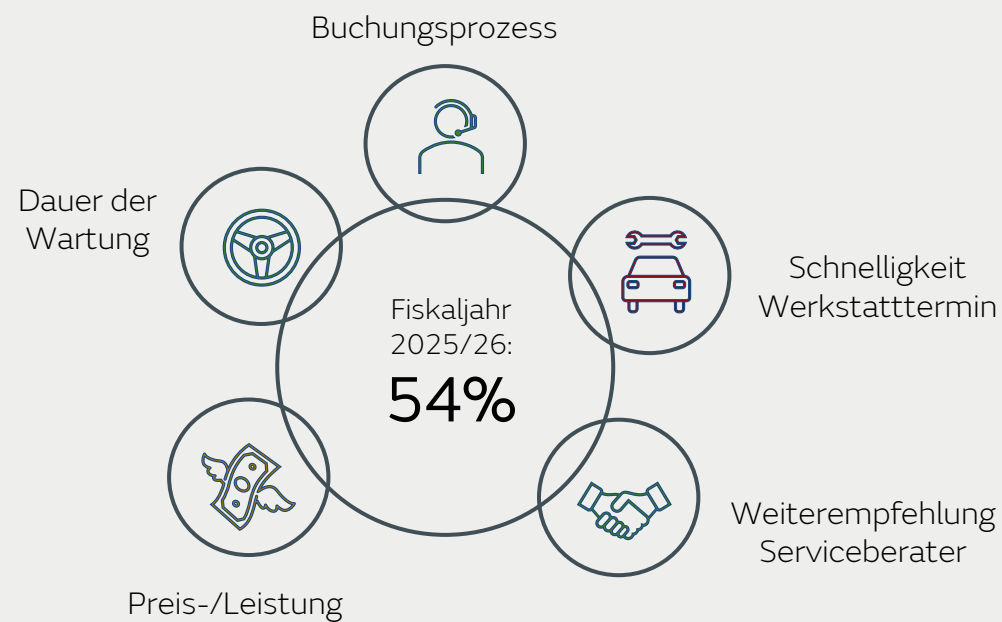 Buchungsprozess
Dauer der
Wartung
Schnelligkeit
Werkstatttermin
Fiskaljahr
2025/26:
54%
Weiterempfehlung
Serviceberater
Preis-/Leistung